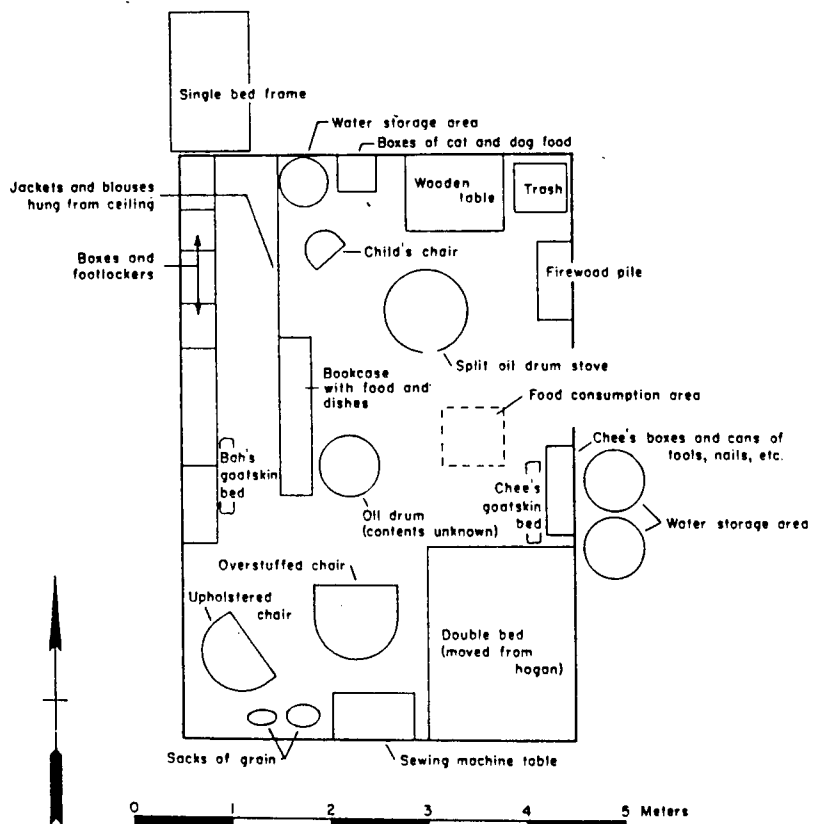 Single bed frame
Water storage area
Boxes of cat and dog food
Jackets and blouses
hung from ceiling
Wooden
table
Trash
Child's chair
Boxes and
footlockers
Firewood pile
Split oil drum stove
Bookcase
with food and
dishes
Food consumption area
Chee's boxes and cans of
tools, nails, etc.
Bah's
goatskin
bed
Chee's
goatskin
bed
Oil drum
(contents unknown)
Water storage area
Overstuffed chair
Upholstered
chair
Double bed
(moved from
hogan)
Sacks of grain
Sewing machine table
0 1 2 3 4 5 Meters